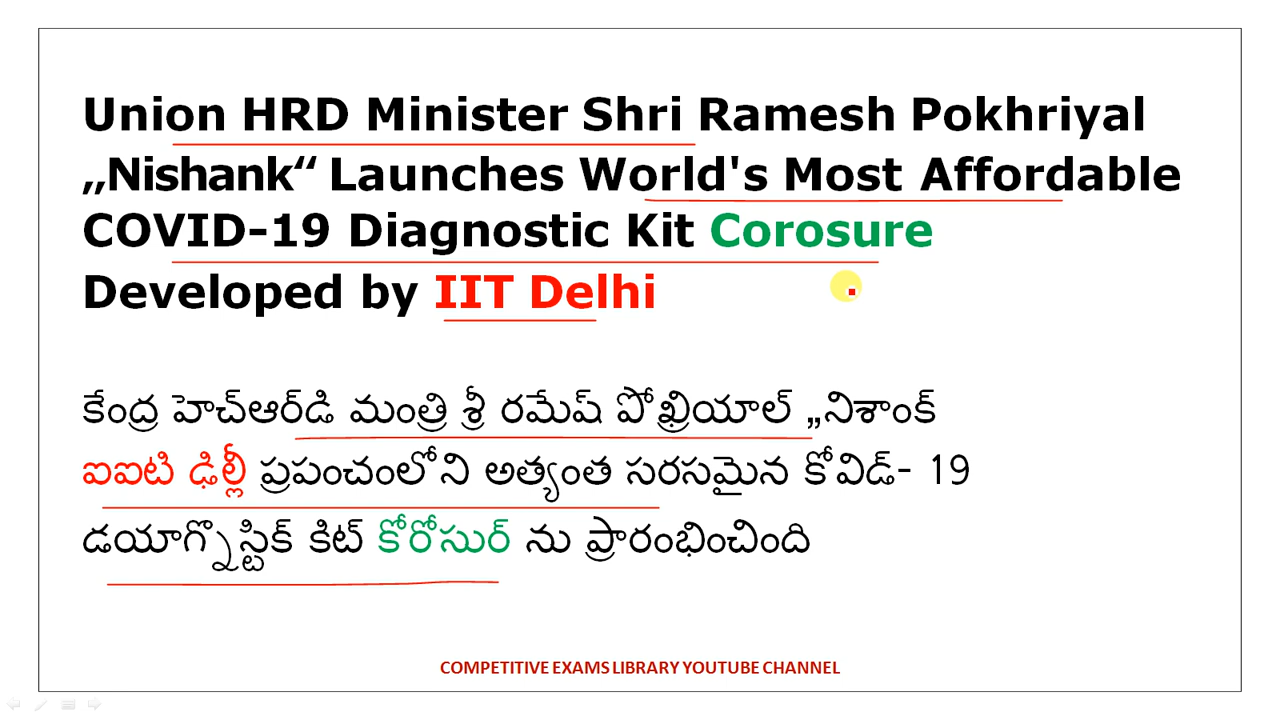 Union HRD Minister Shri Ramesh Pokhriyal
„Nishank“ Launches World's Most Affordable
COVID-19 Diagnostic Kit Corosure
Developed by IIT Delhi
కేంద్ర హెచ్ఆర్‌డి మంత్రి శ్రీ రమేష్ పోఖ్రియాల్ „నిశాంక్
ఐఐటి ఢిల్లీ ప్రపంచంలోని అత్యంత సరసమైన కోవిడ్- 19
డయాగ్నొస్టిక్ కిట్ కోరోసుర్ ను ప్రారంభించింది
COMPETITIVE EXAMS LIBRARY YOUTUBE CHANNEL